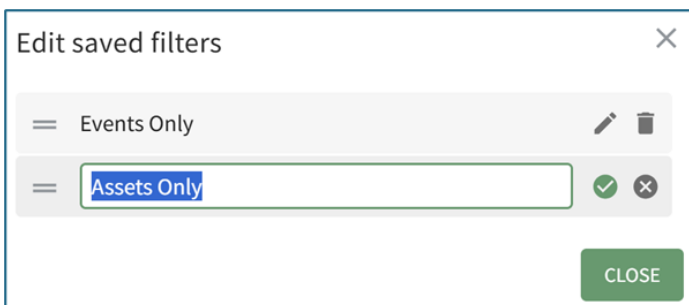 Edit saved filters
Events Only
Assets Only
CLOSE